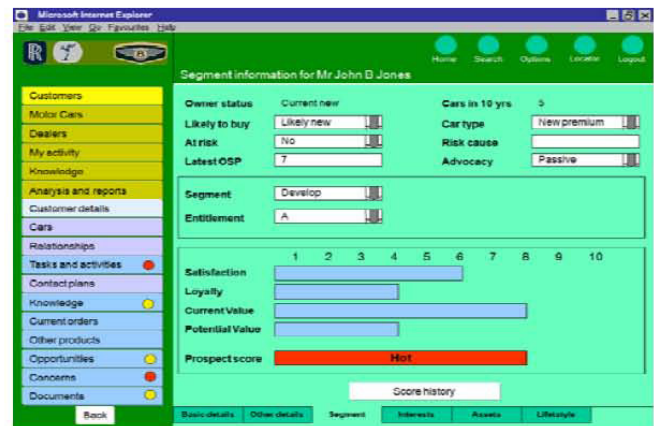 Microsoft Internet Explorer
File Edit View Go Favourites Help
R
B
Home Search Options Locator Logout
Segment information for Mr John B Jones
Customers
Motor Cars
Dealers
My activity
Knowledge
Analysis and reports
Customer details
Cars
Relationships
Tasks and activities
Contact plans
Knowledge
Current orders
Other products
Opportunities
Concerns
Documents
Back
Owner status Current new Cars in 10 yrs 5
Likely to buy Likely new Car type New premium
At risk No Risk cause
Latest OSP 7 Advocacy Passive
Segment Develop
Entitlement A
1 2 3 4 5 6 7 8 9 10
Satisfaction
Loyally
Current Value
Potential Value
Prospect score Hot
Score history
Basic details Other details Segment Interests Assets Lifestyle